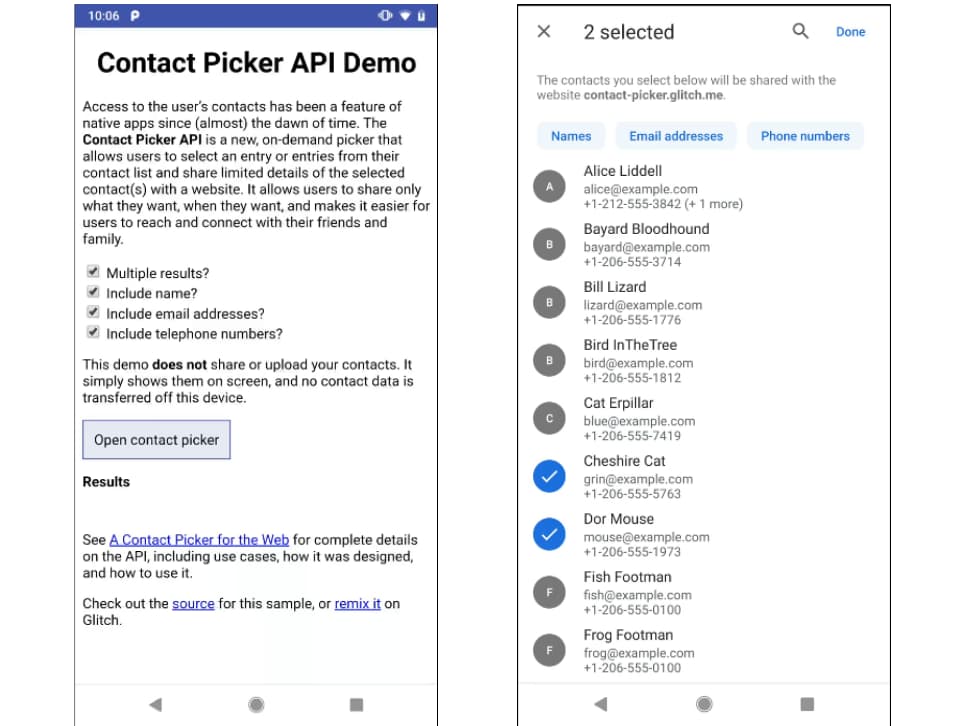 10:06
Contact Picker API Demo
Access to the user's contacts has been a feature of
native apps since (almost) the dawn of time. The
Contact Picker API is a new, on-demand picker that
allows users to select an entry or entries from their
contact list and share limited details of the selected
contact(s) with a website. It allows users to share only
what they want, when they want, and makes it easier for
users to reach and connect with their friends and
family.
Multiple results?
Include name?
Include email addresses?
Include telephone numbers?
This demo does not share or upload your contacts. It
simply shows them on screen, and no contact data is
transferred off this device.
Open contact picker
Results
See A Contact Picker for the Web for complete details
on the API, including use cases, how it was designed,
and how to use it.
Check out the source for this sample, or remix it on
Glitch.
2 selected
Done
The contacts you select below will be shared with the
website contact-picker.glitch.me.
Names Email addresses Phone numbers
A
Alice Liddell
alice@example.com
+1-212-555-3842 (+ 1 more)
B
Bayard Bloodhound
bayard@example.com
+1-206-555-3714
B
Bill Lizard
lizard@example.com
+1-206-555-1776
B
Bird InTheTree
bird@example.com
+1-206-555-1812
C
Cat Erpillar
blue@example.com
+1-206-555-7419
Cheshire Cat
grin@example.com
+1-206-555-5763
Dor Mouse
mouse@example.com
+1-206-555-1973
F
Fish Footman
fish@example.com
+1-206-555-0100
F
Frog Footman
frog@example.com
+1-206-555-0100